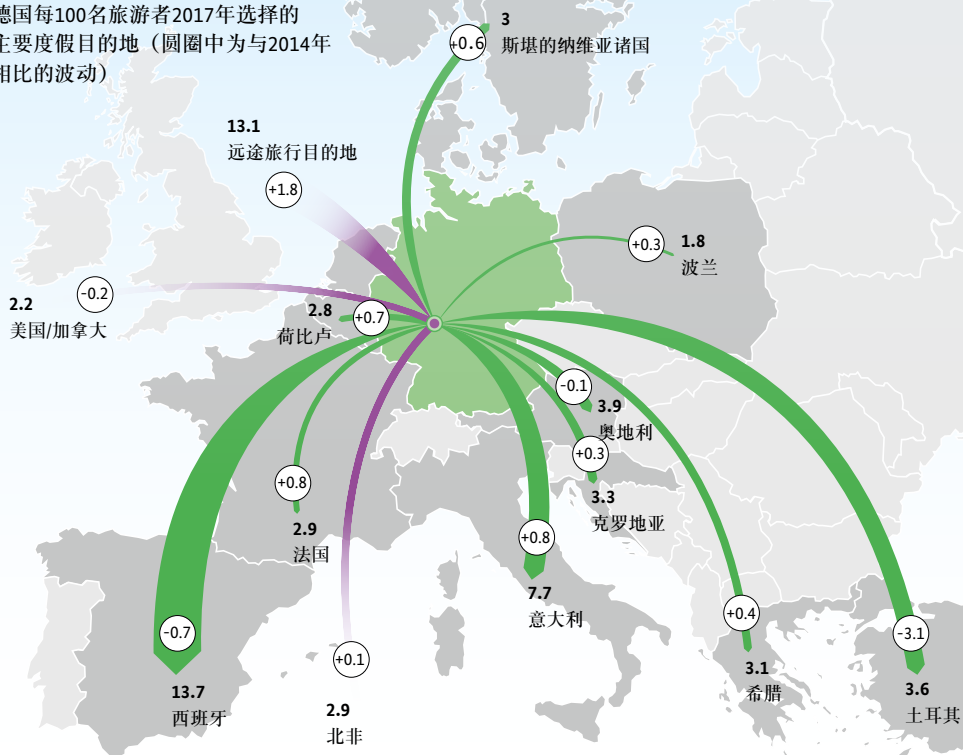 德国每100名旅游者2017年选择的
主要度假目的地（圆圈中为与2014年
相比的波动）
3
斯堪的纳维亚诸国
+0.6
13.1
远途旅行目的地
+1.8
+0.3
1.8
波兰
-0.2
2.2
美国/加拿大
2.8
荷比卢
+0.7
-0.1
3.9
奥地利
+0.3
3.3
克罗地亚
+0.8
2.9
法国
+0.8
7.7
意大利
+0.4
3.1
希腊
-3.1
3.6
土耳其
-0.7
13.7
西班牙
+0.1
2.9
北非